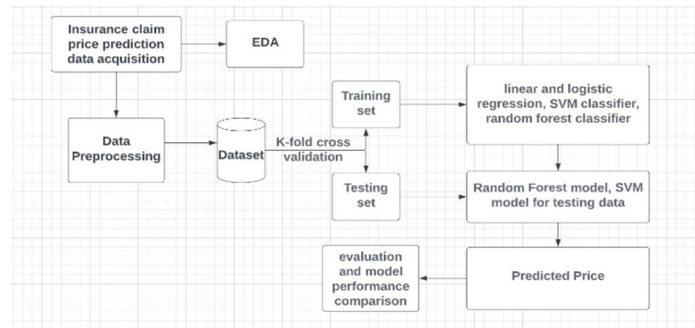 Insurance claim
price prediction
data acquisition
EDA
Data
Preprocessing
Dataset
K-fold cross
validation
Training
set
Testing
set
linear and logistic
regression, SVM classifier,
random forest classifier
Random Forest model, SVM
model for testing data
Predicted Price
evaluation
and model
performance
comparison